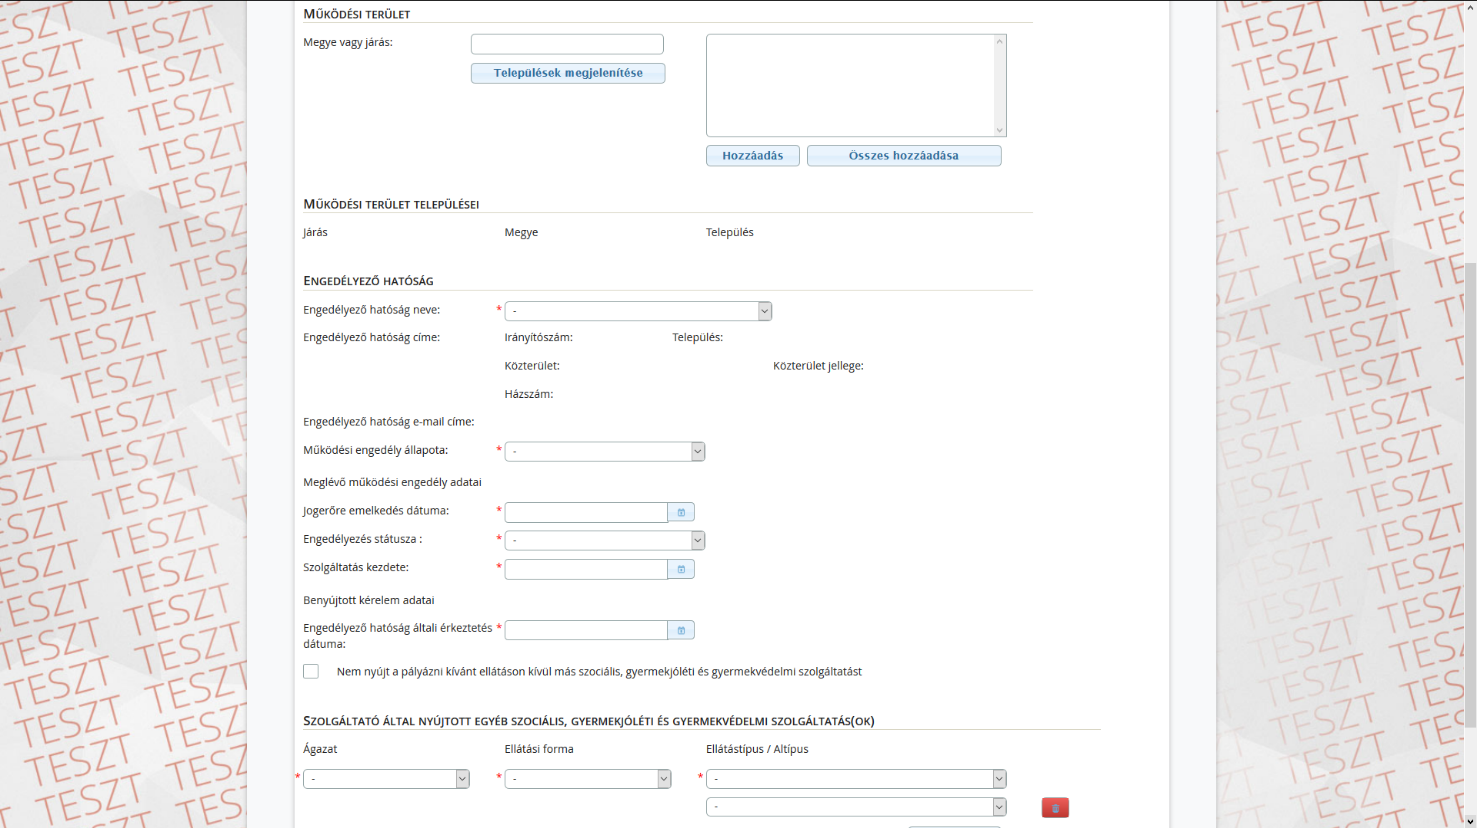 MŰKÖDÉSI TERÜLET
Megye vagy járás:
Települések megjelenítése
Hozzáadás Összes hozzáadása
MŰKÖDÉSI TERÜLET TELEPÜLÉSEI
Járás Megye Település
ENGEDÉLYEZŐ HATÓSÁG
Engedélyező hatóság neve: * -
Engedélyező hatóság címe: Irányítószám: Település:
Közterület: Közterület jellege:
Házszám:
Engedélyező hatóság e-mail címe:
Működési engedély állapota: * -
Meglévő működési engedély adatai
Jogerőre emelkedés dátuma: *
Engedélyezés státusza : * -
Szolgáltatás kezdete: *
Benyújtott kérelem adatai
Engedélyező hatóság általi érkeztetés *
dátuma:
Nem nyújt a pályázni kívánt ellátáson kívül más szociális, gyermekjóléti és gyermekvédelmi szolgáltatást
SZOLGÁLTATÓ ÁLTAL NYÚJTOTT EGYÉB SZOCIÁLIS, GYERMEKJÓLÉTI ÉS GYERMEKVÉDELMI SZOLGÁLTATÁS(OK)
Ágazat Ellátási forma Ellátástípus / Altípus
* - * - * -
-
TESZT